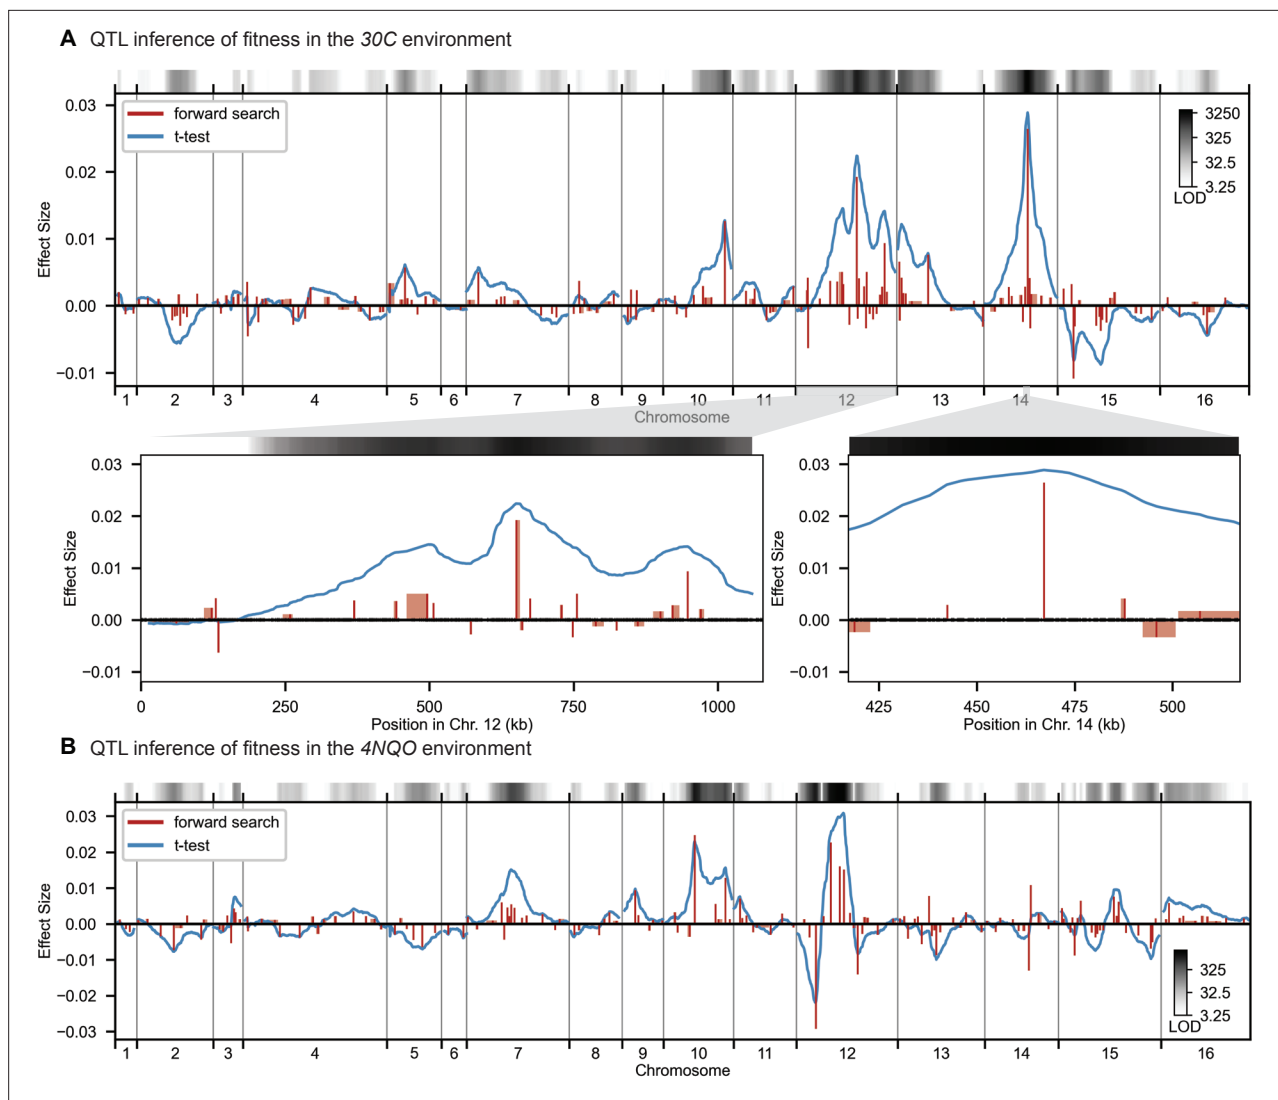 A QTL inference of fitness in the 30C environment
forward search
t-test
0.03
0.02
0.01
0.00
−0.01
Effect Size
3250
325
32.5
3.25
LOD
1 2 3 4 5 6 7 8 9 10 11 12 13 14 15 16
Chromosome
0.03
0.02
0.01
0.00
−0.01
Effect Size
0 250 500 750 1000
Position in Chr. 12 (kb)
0.03
0.02
0.01
0.00
−0.01
Effect Size
425 450 475 500
Position in Chr. 14 (kb)
B QTL inference of fitness in the 4NQO environment
forward search
t-test
0.03
0.02
0.01
0.00
−0.01
−0.02
−0.03
Effect Size
325
32.5
3.25
LOD
1 2 3 4 5 6 7 8 9 10 11 12 13 14 15 16
Chromosome